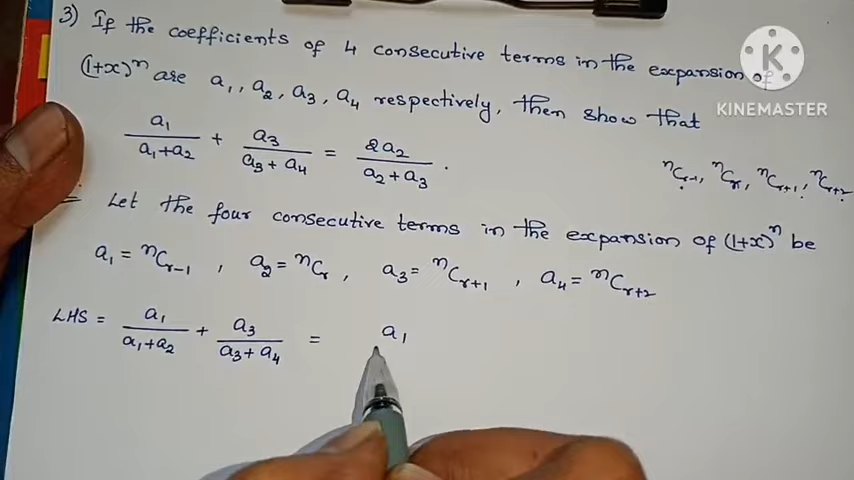 3) If the coefficients of 4 consecutive terms in the expansion of
(1+x)ⁿ are a₁, a₂, a₃, a₄ respectively, then show that
a₁/(a₁+a₂) + a₃/(a₃+a₄) = 2a₂/(a₂+a₃).
ⁿCᵣ₋₁, ⁿCᵣ, ⁿCᵣ₊₁, ⁿCᵣ₊₂
= Let the four consecutive terms in the expansion of (1+x)ⁿ be
a₁ = ⁿCᵣ₋₁, a₂ = ⁿCᵣ, a₃ = ⁿCᵣ₊₁, a₄ = ⁿCᵣ₊₂
LHS = a₁/(a₁+a₂) + a₃/(a₃+a₄) = a₁
K
KINEMASTER